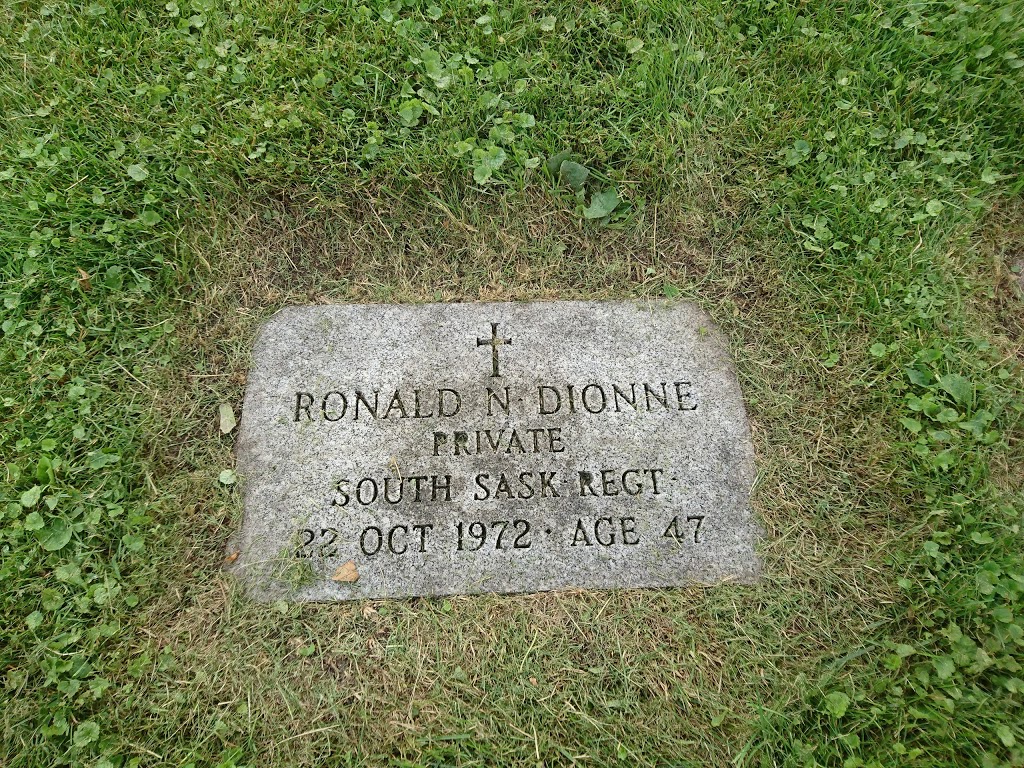 RONALD N· DIONNE
PRIVATE
SOUTH SASK· REGT·
22 OCT 1972 · AGE 47